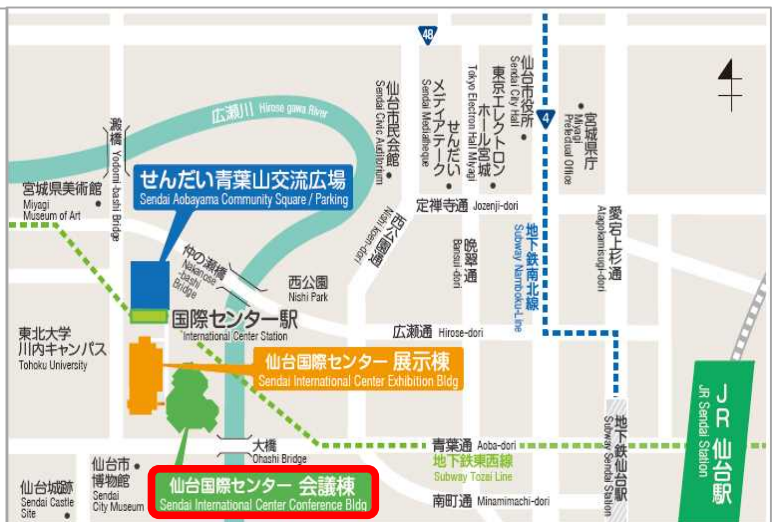 48
4
広瀬川 Hirose gawa River
澱橋 Yodomi-bashi Bridge
宮城県美術館
Miyagi
Museum of Art
せんだい青葉山交流広場
Sendai Aobayama Community Square / Parking
仙台市民会館
Sendai Civic Auditorium
せんだい
メディアテーク
Sendai Mediatheque
東京エレクトロン
ホール宮城
Tokyo Electron Hall Miyagi
仙台市役所
Sendai City Hall
宮城県庁
Miyagi
Prefectual Office
定禅寺通 Jozenji-dori
西公園通
Nishi koen-dori
晩翠通
Bansui-dori
地下鉄南北線
Subway Namboku-Line
愛宕上杉通
Atagokamisugi-dori
仲の瀬橋
Nakanose
-bashi
Bridge
西公園
Nishi Park
国際センター駅
International Center Station
広瀬通 Hirose-dori
東北大学
川内キャンパス
Tohoku University
仙台国際センター 展示棟
Sendai International Center Exhibition Bldg
JR 仙台駅
JR Sendai Station
地下鉄仙台駅
Subway Sendai Station
大橋
Ohashi Bridge
青葉通 Aoba-dori
地下鉄東西線
Subway Tozai Line
仙台城跡
Sendai Castle
Site
仙台市
博物館
Sendai
City Museum
仙台国際センター 会議棟
Sendai International Center Conference Bldg
南町通 Minamimachi-dori